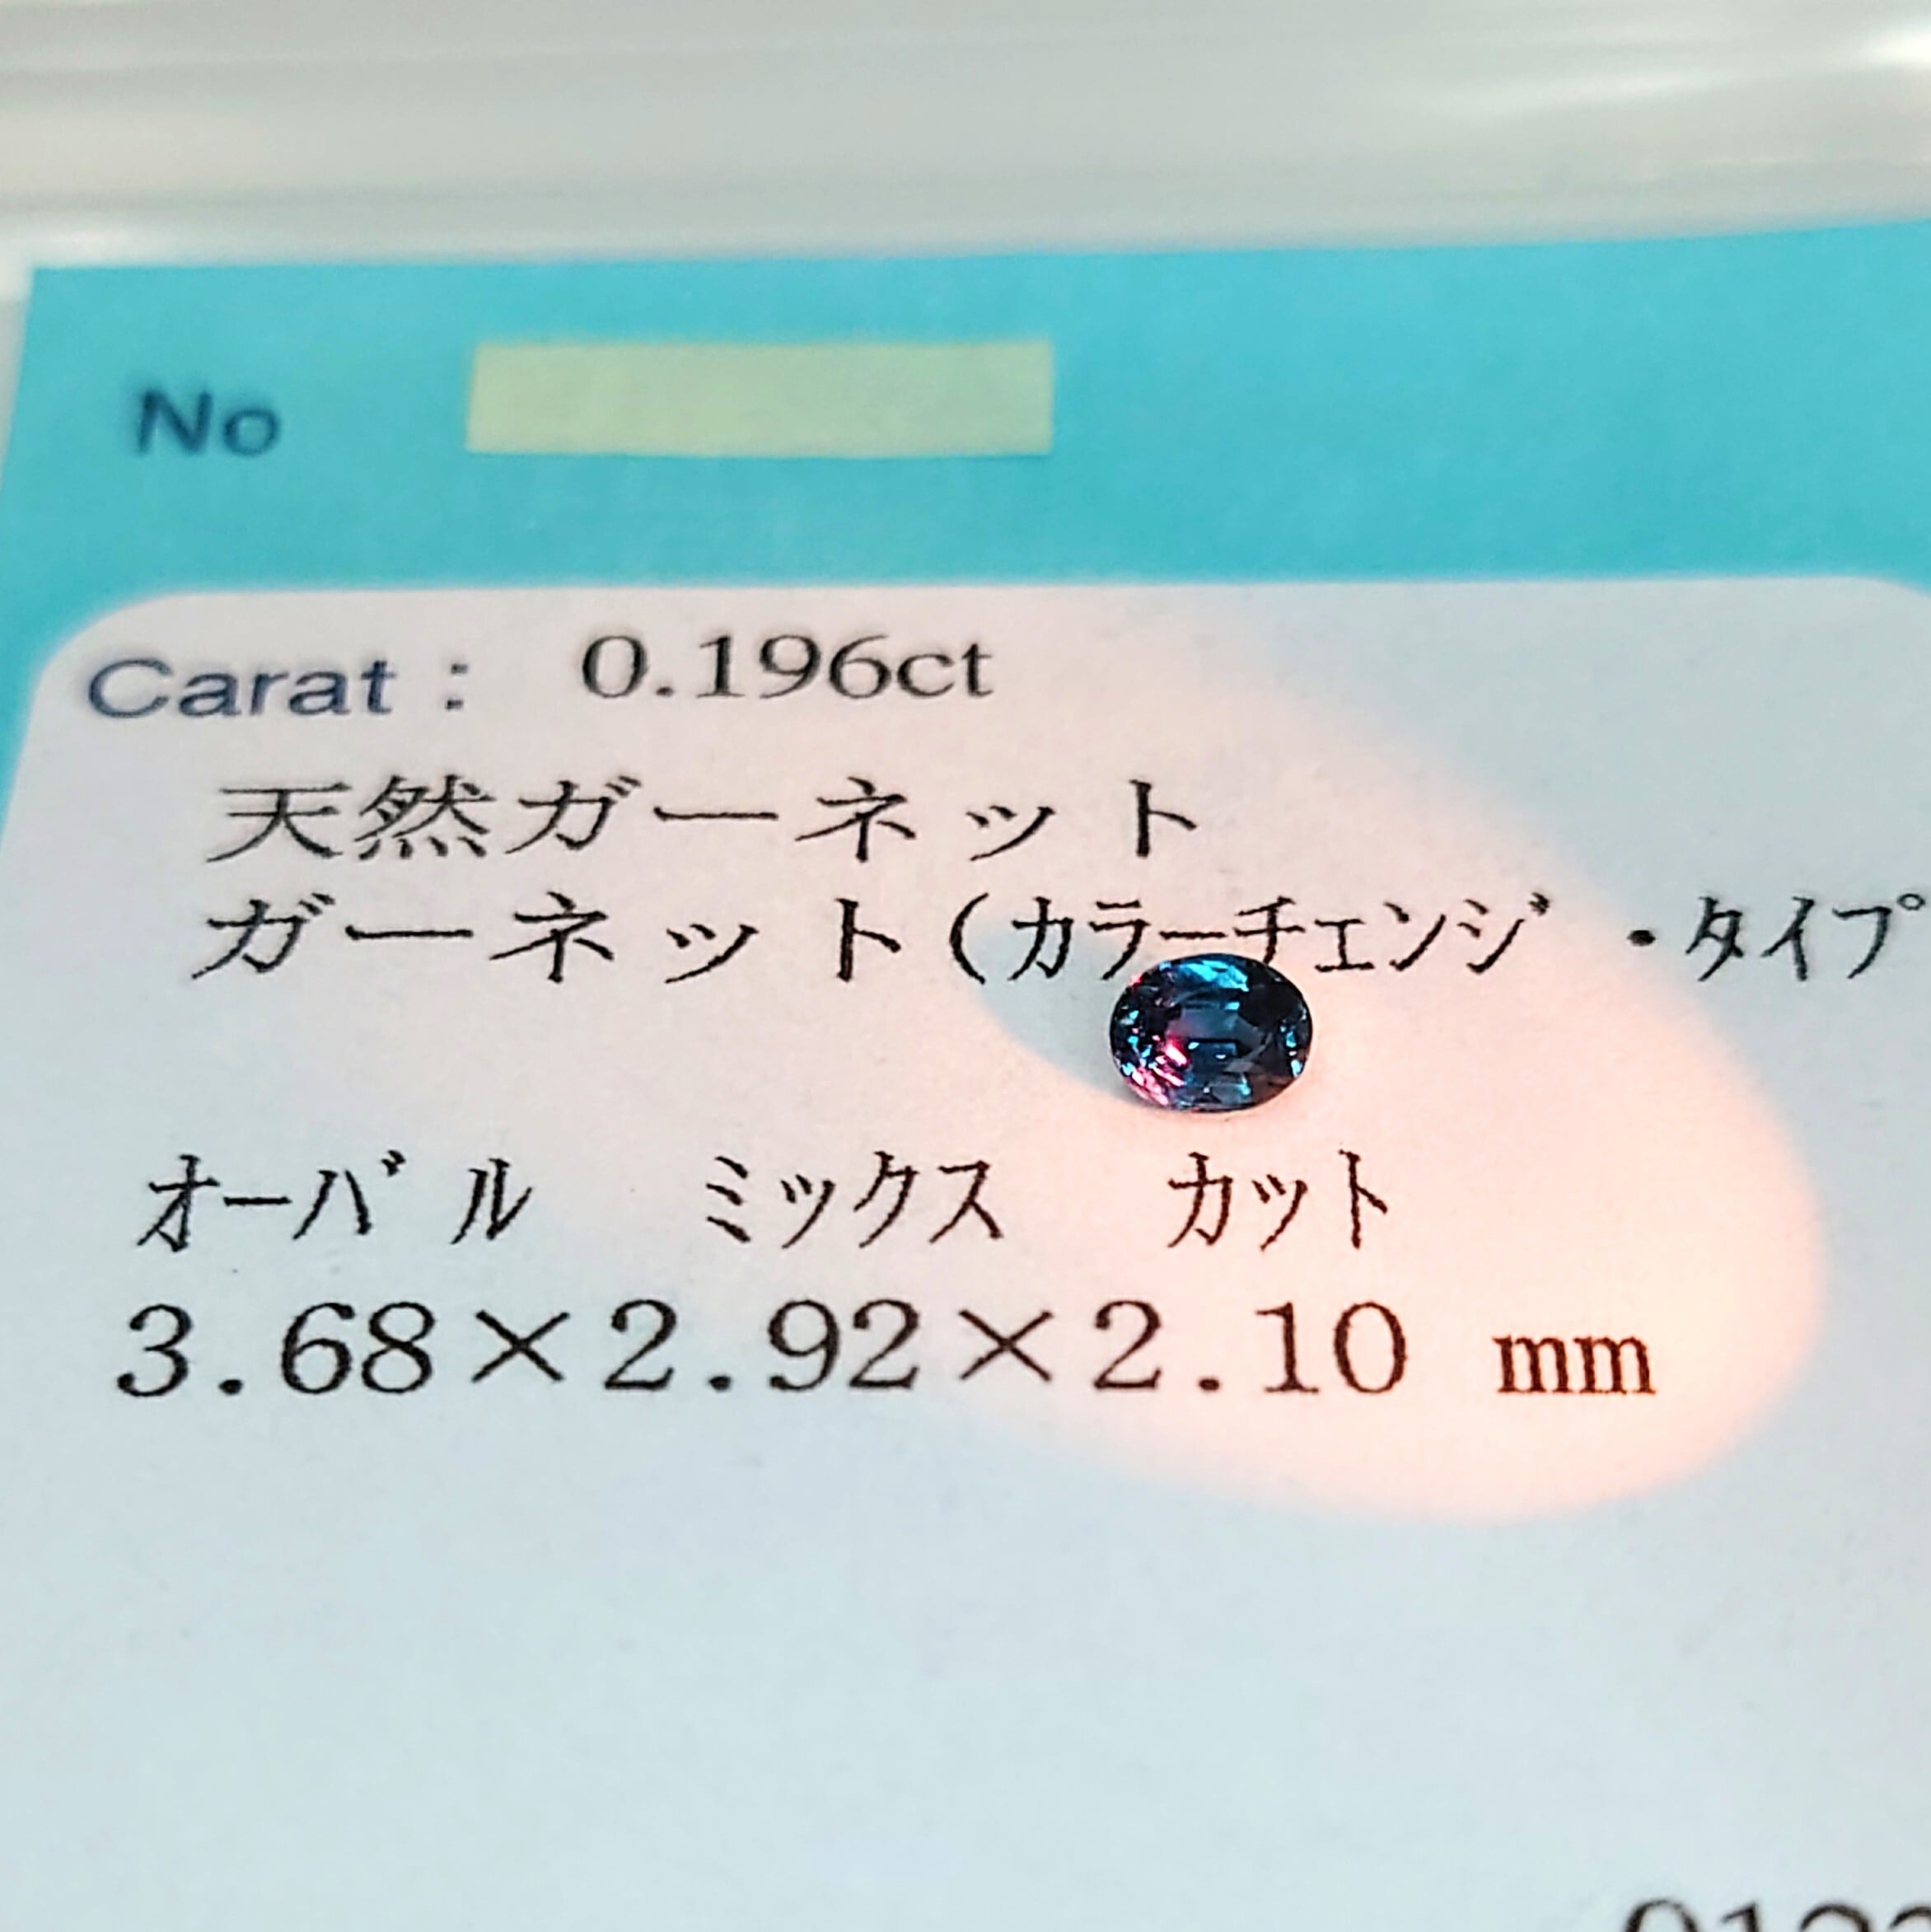 No
Carat : 0.196ct
天然ガーネット
ガーネット(カラーチェンジ・タイプ
オーバル ミックス カット
3.68×2.92×2.10 mm